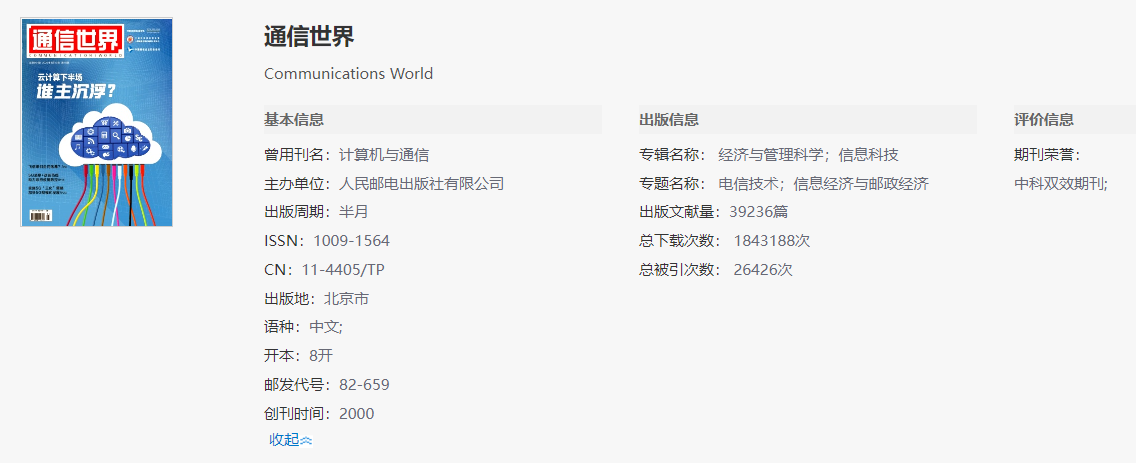 通信世界
COMMUNICATIONS WORLD
云计算下半场
谁主沉浮？
通信世界
Communications World
基本信息
曾用刊名：计算机与通信
主办单位：人民邮电出版社有限公司
出版周期：半月
ISSN：1009-1564
CN：11-4405/TP
出版地：北京市
语种：中文;
开本：8开
邮发代号：82-659
创刊时间：2000
收起
出版信息
专辑名称：经济与管理科学；信息科技
专题名称：电信技术；信息经济与邮政经济
出版文献量：39236篇
总下载次数：1843188次
总被引次数：26426次
评价信息
期刊荣誉：
中科双效期刊;